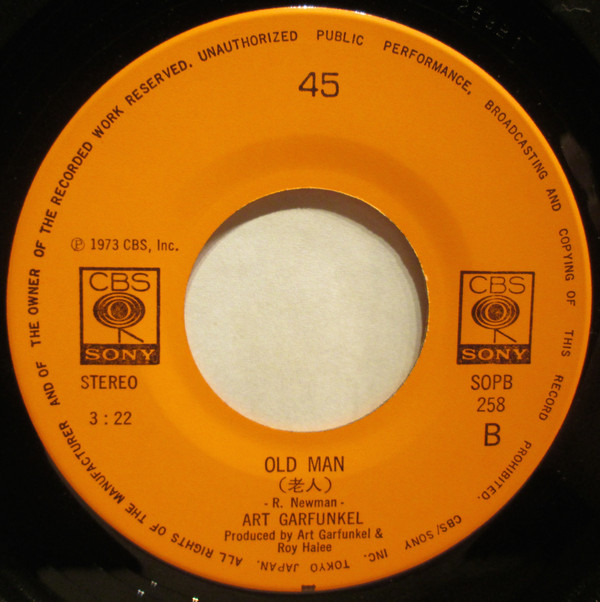 45
ALL RIGHTS OF THE MANUFACTURER AND OF THE OWNER OF THE RECORDED WORK RESERVED. UNAUTHORIZED PUBLIC PERFORMANCE, BROADCASTING AND COPYING OF THIS RECORD PROHIBITED. CBS/SONY INC. TOKYO JAPAN.
Ⓟ 1973 CBS, Inc.
CBS
SONY
STEREO
3:22
CBS
SONY
SOPB
258
B
OLD MAN
(老人)
- R. Newman -
ART GARFUNKEL
Produced by Art Garfunkel &
Roy Halee